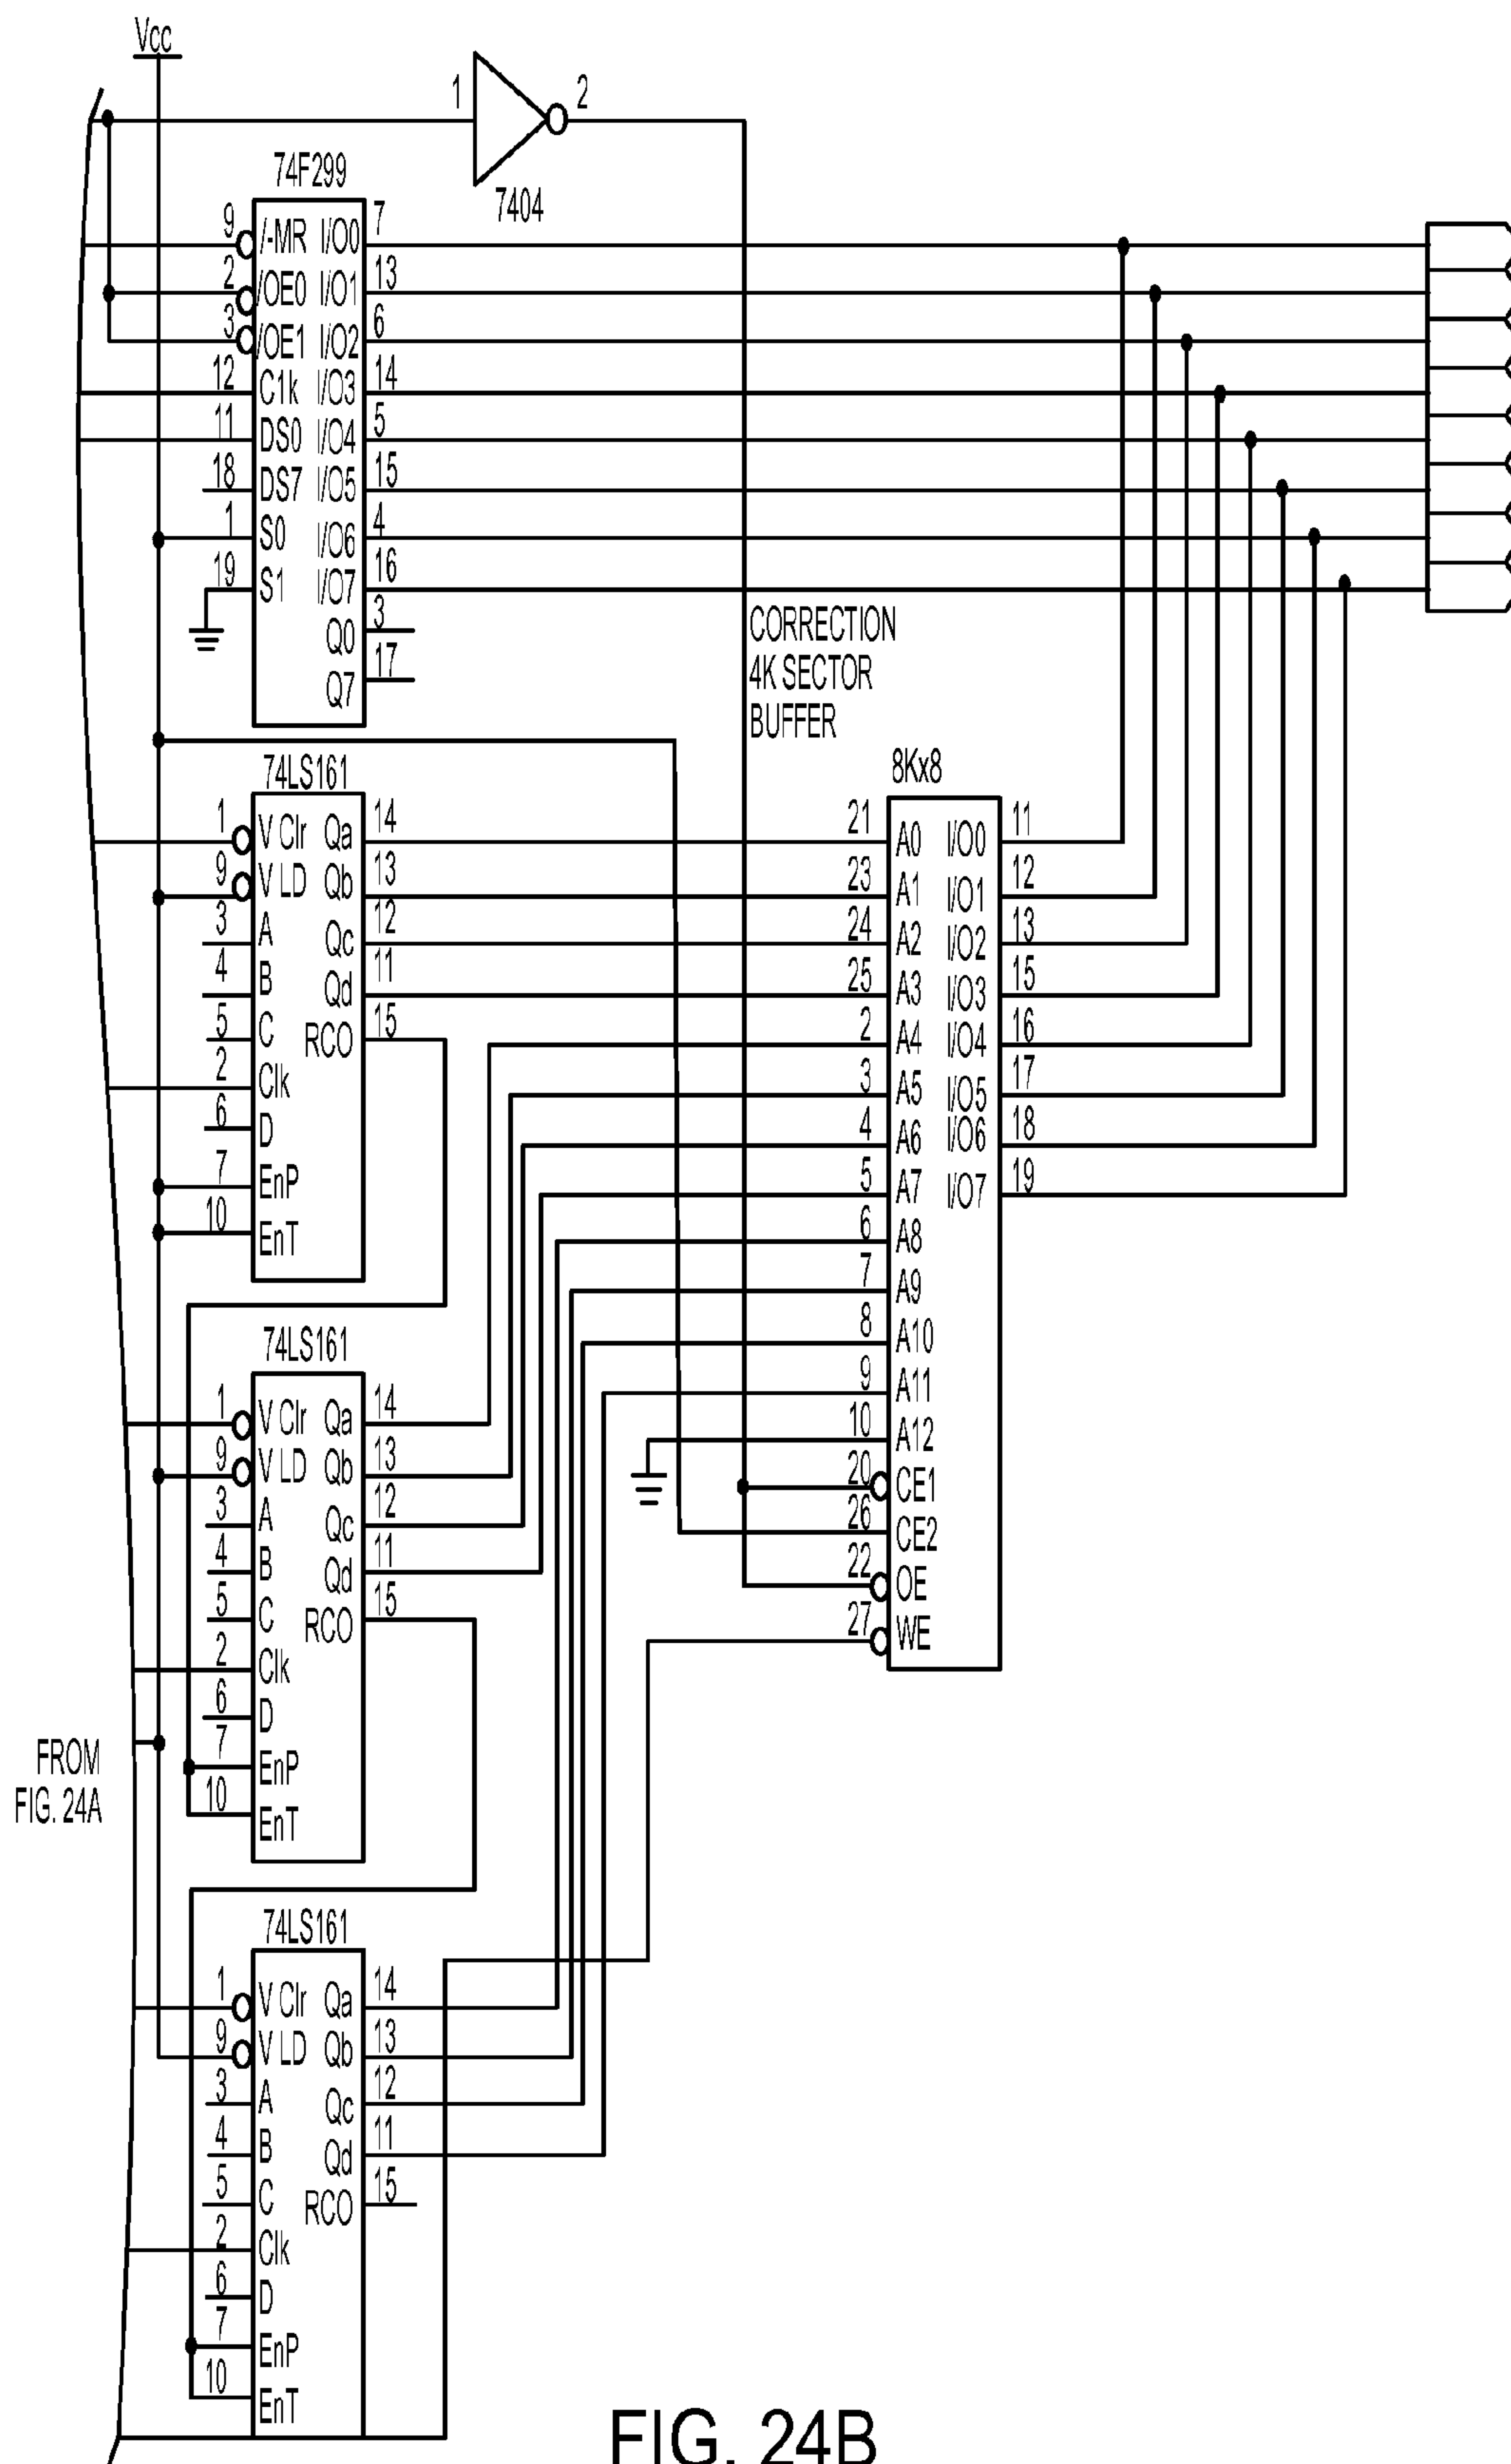 Vcc
1
2
7404
74F299
9 /-MR I/O0 7
2 /OE0 I/O1 13
3 /OE1 I/O2 6
12 C1k I/O3 14
11 DS0 I/O4 5
18 DS7 I/O5 15
1 S0 I/O6 4
19 S1 I/O7 16
Q0 3
Q7 17
CORRECTION
4K SECTOR
BUFFER
74LS161
1 V Clr Qa 14
9 V LD Qb 13
3 A Qc 12
4 B Qd 11
5 C RCO 15
2 Clk
6 D
7 EnP
10 EnT
8Kx8
21 A0 I/O0 11
23 A1 I/O1 12
24 A2 I/O2 13
25 A3 I/O3 15
2 A4 I/O4 16
3 A5 I/O5 17
4 A6 I/O6 18
5 A7 I/O7 19
6 A8
7 A9
8 A10
9 A11
10 A12
20 CE1
26 CE2
22 OE
27 WE
74LS161
1 V Clr Qa 14
9 V LD Qb 13
3 A Qc 12
4 B Qd 11
5 C RCO 15
2 Clk
6 D
7 EnP
10 EnT
FROM
FIG. 24A
74LS161
1 V Clr Qa 14
9 V LD Qb 13
3 A Qc 12
4 B Qd 11
5 C RCO 15
2 Clk
6 D
7 EnP
10 EnT
FIG. 24B